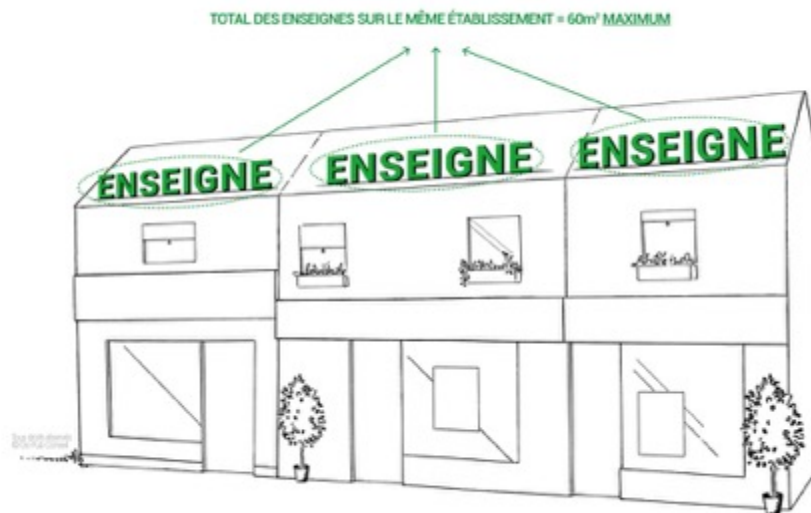 TOTAL DES ENSEIGNES SUR LE MÊME ÉTABLISSEMENT = 60m² MAXIMUM
ENSEIGNE
ENSEIGNE
ENSEIGNE